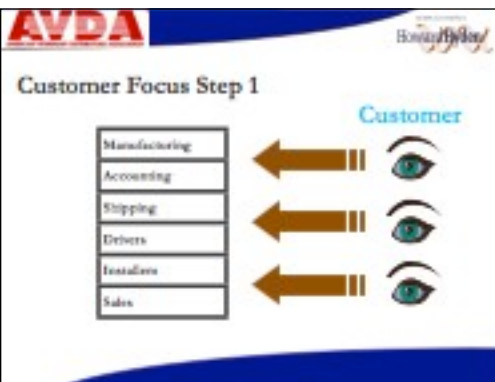 AVDA
Customer Focus Step 1
Customer
Manufacturing
Accounting
Shipping
Drivers
Installers
Sales